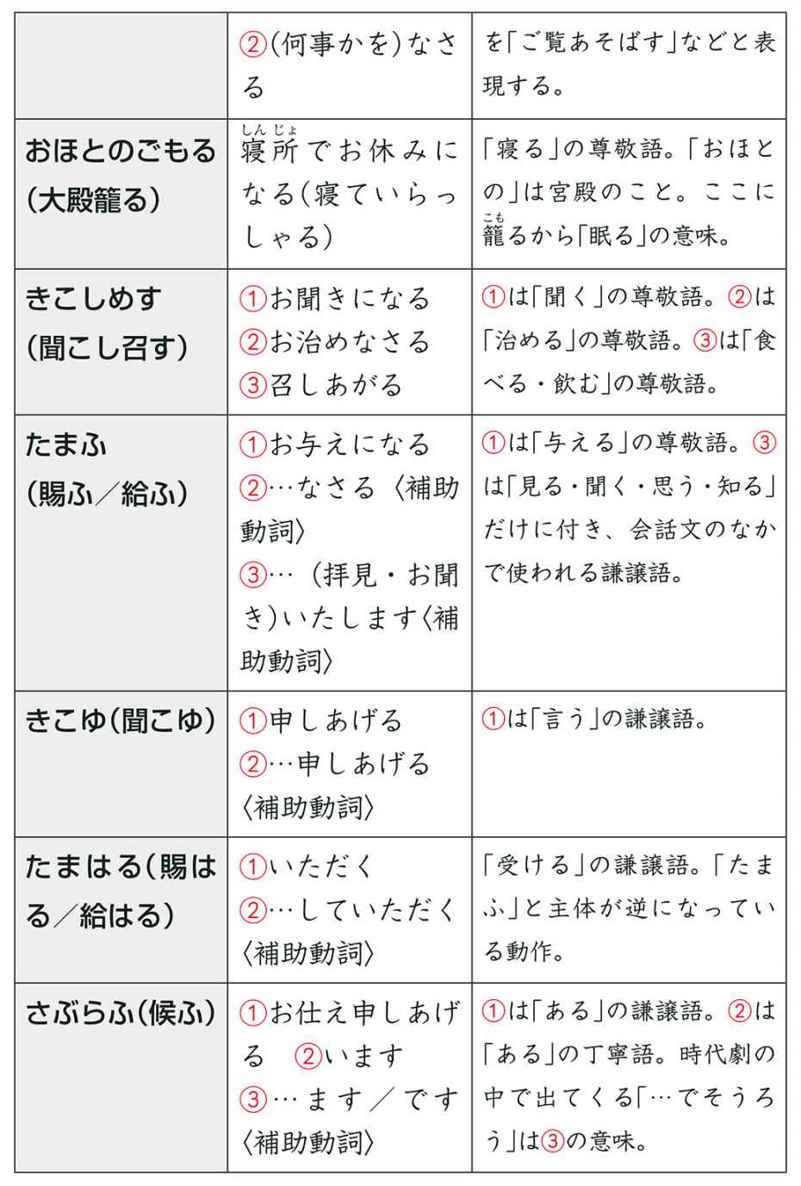 ②(何事かを)なさ
る
を「ご覧あそばす」などと表
現する。
おほとのごもる
(大殿籠る)
しんじょ
寝所でお休みに
なる(寝ていらっ
しゃる)
「寝る」の尊敬語。「おほと
の」は宮殿のこと。ここに
こも
籠るから「眠る」の意味。
きこしめす
(聞こし召す)
①お聞きになる
②お治めなさる
③召しあがる
①は「聞く」の尊敬語。②は
「治める」の尊敬語。③は「食
べる・飲む」の尊敬語。
たまふ
(賜ふ/給ふ)
①お与えになる
②…なさる〈補助
動詞〉
③…(拝見・お聞
き)いたします〈補
助動詞〉
①は「与える」の尊敬語。③
は「見る・聞く・思う・知る」
だけに付き、会話文のなか
で使われる謙譲語。
きこゆ(聞こゆ)
①申しあげる
②…申しあげる
〈補助動詞〉
①は「言う」の謙譲語。
たまはる(賜は
る/給はる)
①いただく
②…していただく
〈補助動詞〉
「受ける」の謙譲語。「たま
ふ」と主体が逆になってい
る動作。
さぶらふ(候ふ)
①お仕え申しあげ
る ②います
③…ます/です
〈補助動詞〉
①は「ある」の謙譲語。②は
「ある」の丁寧語。時代劇の
中で出てくる「…でそうろ
う」は③の意味。